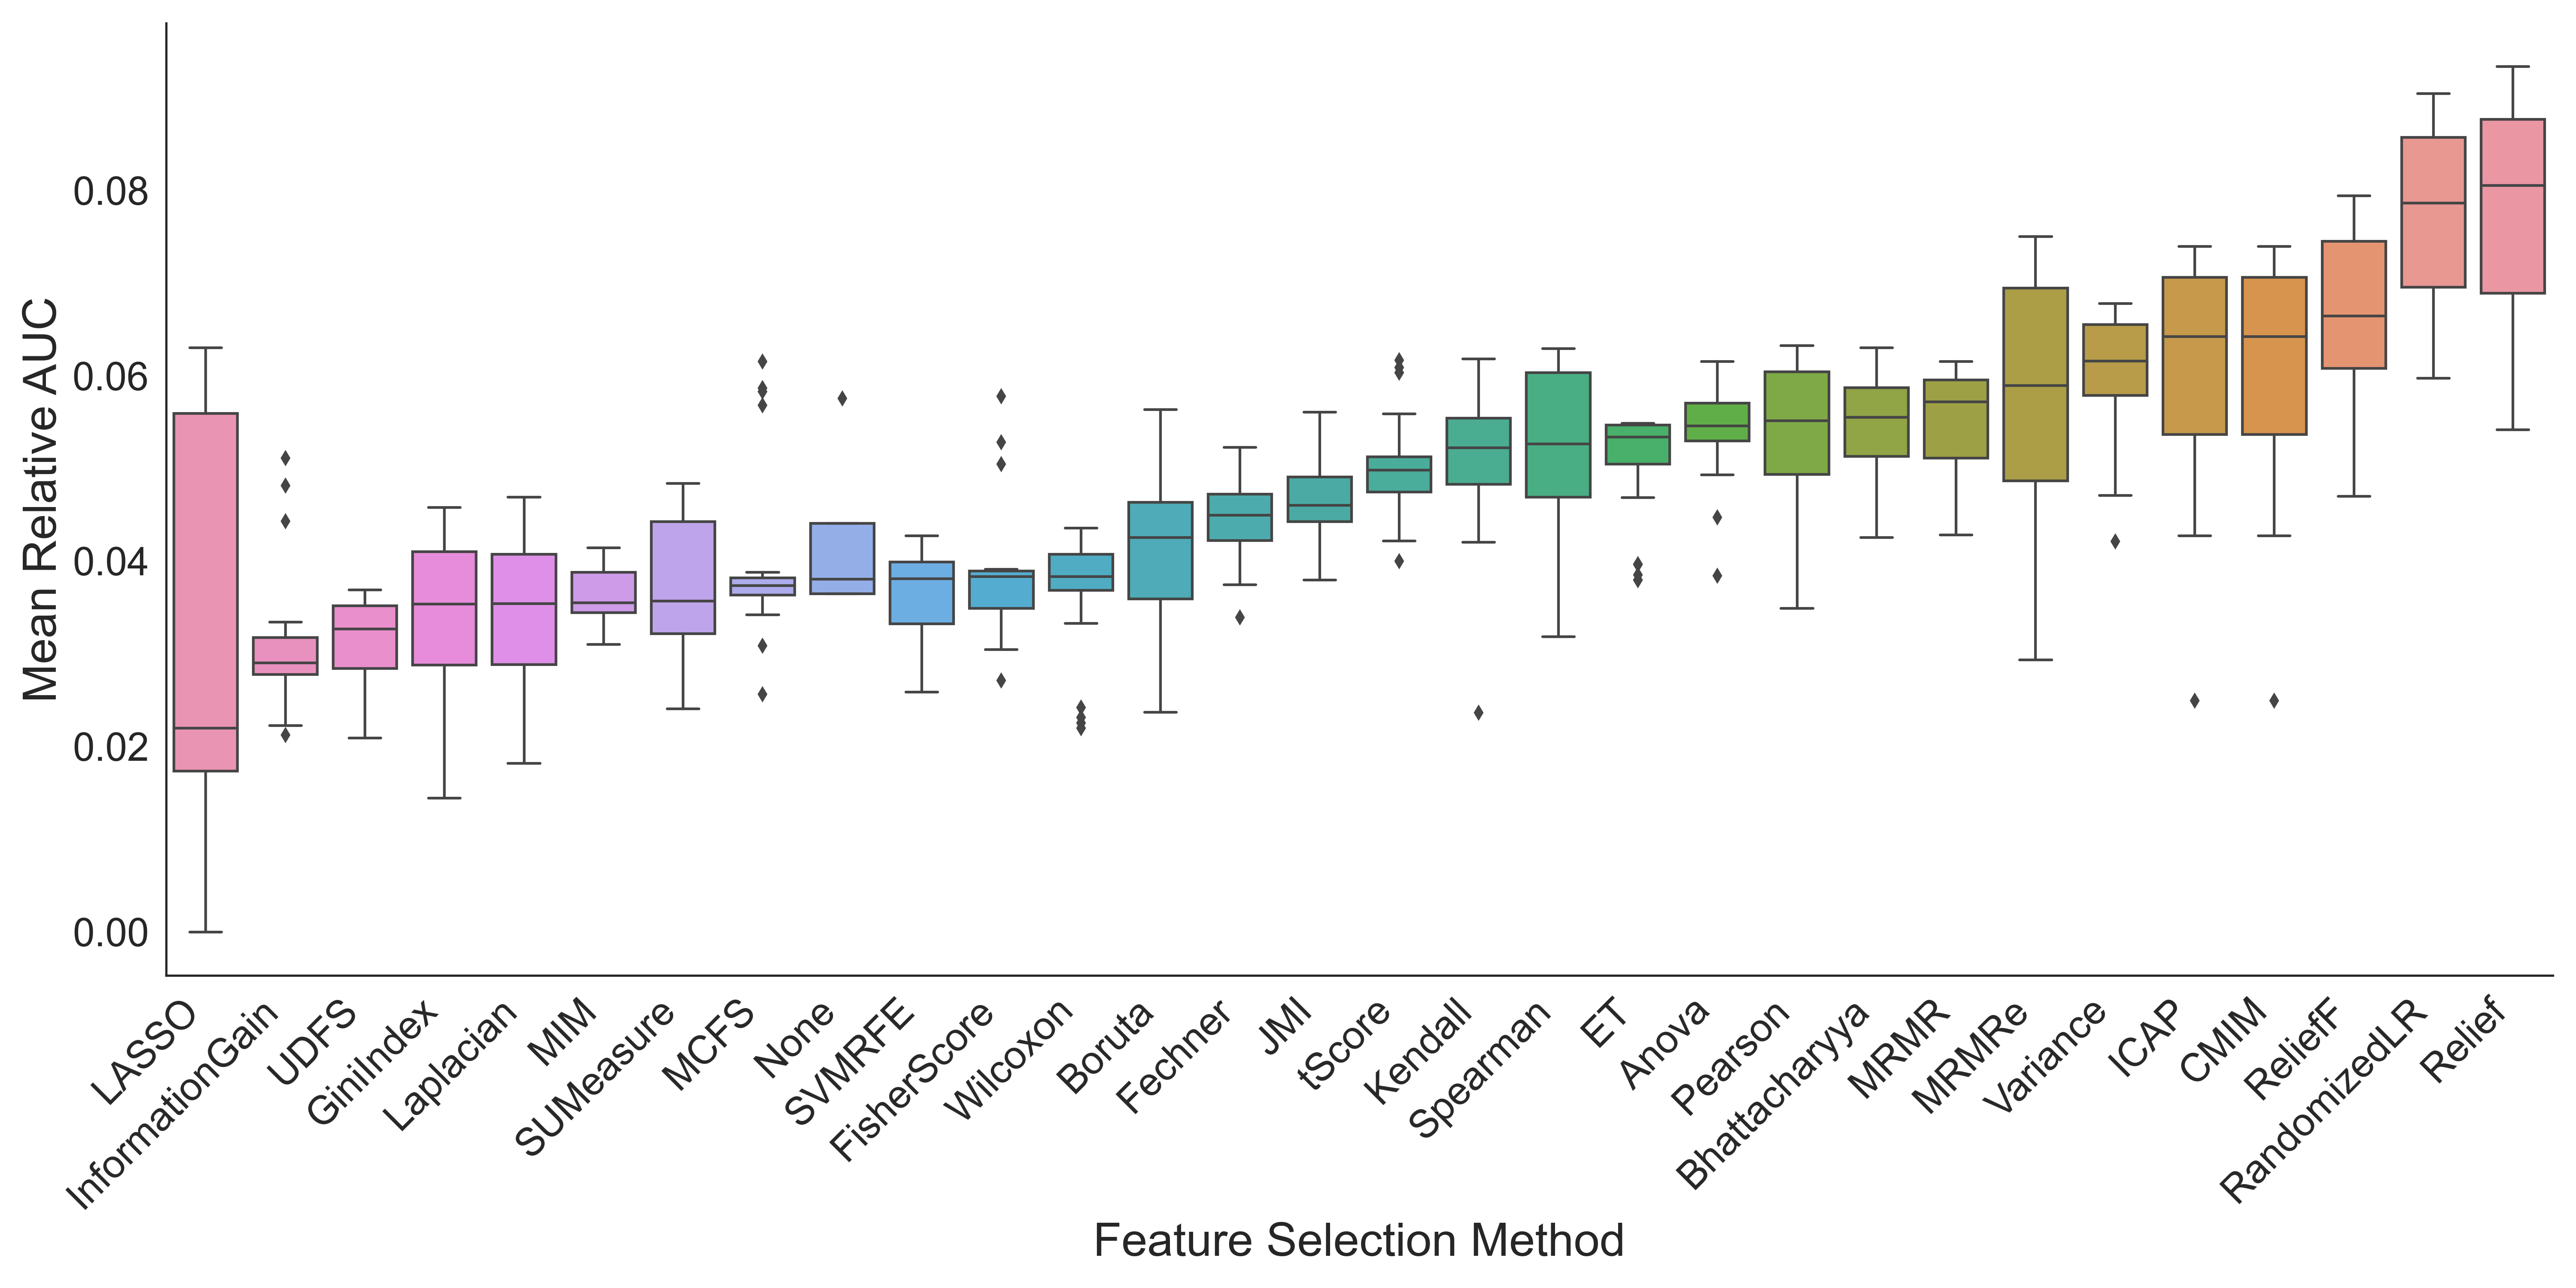 Mean Relative AUC
0.08
0.06
0.04
0.02
0.00
LASSO
InformationGain
UDFS
GiniIndex
Laplacian
MIM
SUMeasure
MCFS
None
SVMRFE
FisherScore
Wilcoxon
Boruta
Fechner
JMI
tScore
Kendall
Spearman
ET
Anova
Pearson
Bhattacharyya
MRMR
MRMRe
Variance
ICAP
CMIM
ReliefF
RandomizedLR
Relief
Feature Selection Method